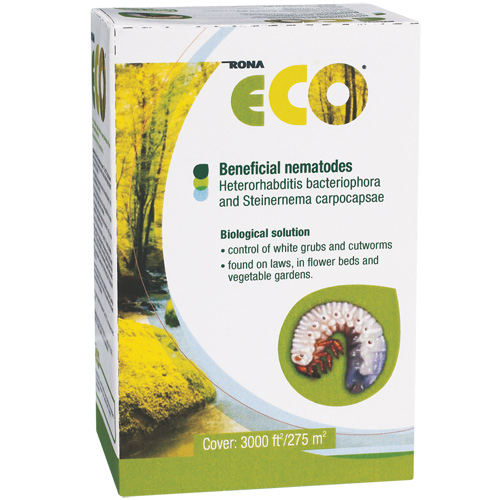 RONA
ECO
Beneficial nematodes
Heterorhabditis bacteriophora
and Steinernema carpocapsae
Biological solution
• control of white grubs and cutworms
• found on laws, in flower beds and
vegetable gardens.
Cover: 3000 ft²/275 m²